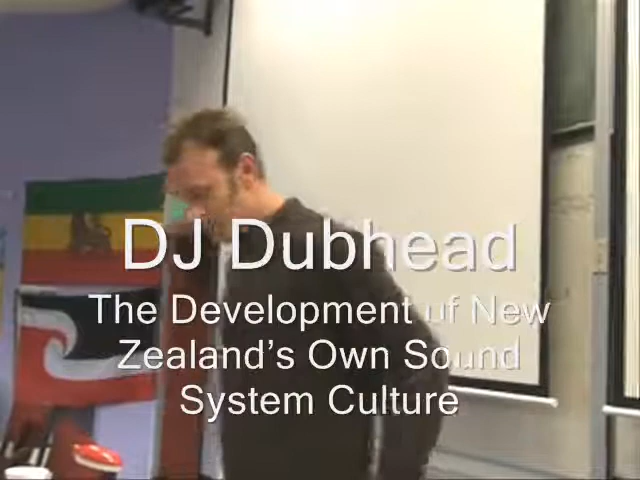 DJ Dubhead
The Development of New
Zealand's Own Sound
System Culture